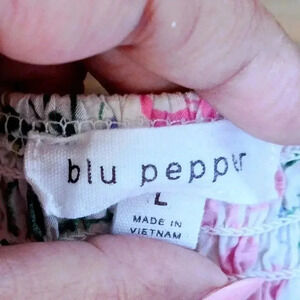 blu pepper
L
MADE IN
VIETNAM